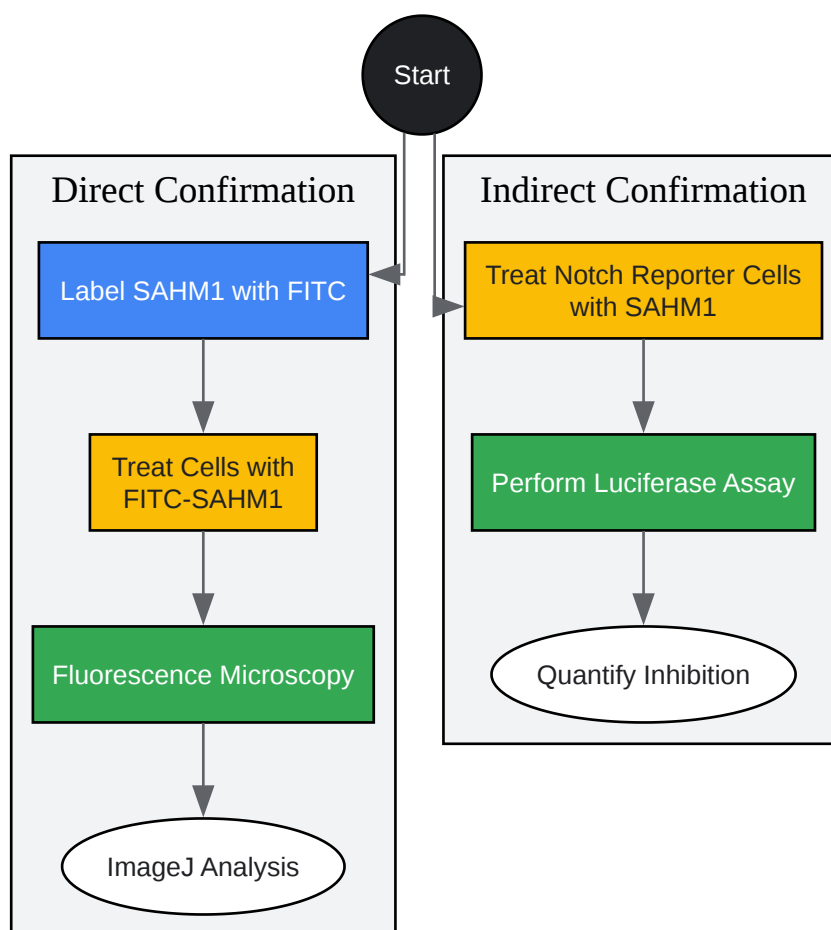 Start
Direct Confirmation
Label SAHM1 with FITC
Treat Cells with
FITC-SAHM1
Fluorescence Microscopy
ImageJ Analysis
Indirect Confirmation
Treat Notch Reporter Cells
with SAHM1
Perform Luciferase Assay
Quantify Inhibition